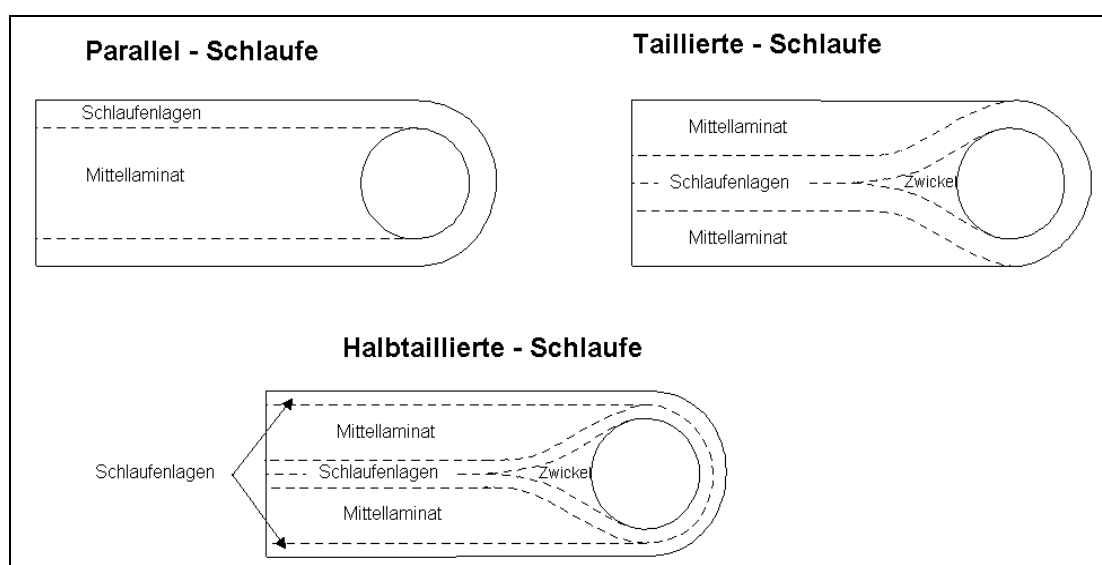 Parallel - Schlaufe
Schlaufenlagen
Mittellaminat
Taillierte - Schlaufe
Mittellaminat
Schlaufenlagen
Zwickel
Mittellaminat
Halbtaillierte - Schlaufe
Mittellaminat
Schlaufenlagen
Schlaufenlagen
Zwickel
Mittellaminat